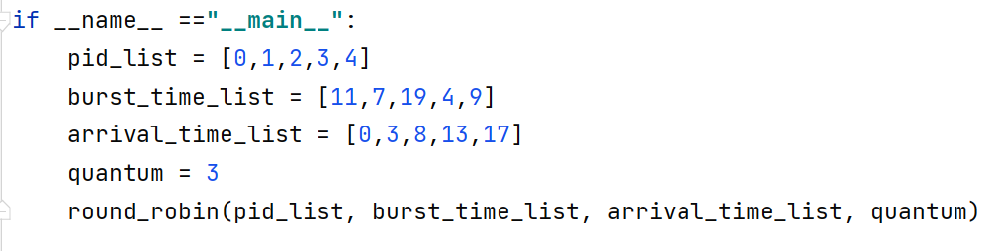 if __name__ =="__main__":
    pid_list = [0,1,2,3,4]
    burst_time_list = [11,7,19,4,9]
    arrival_time_list = [0,3,8,13,17]
    quantum = 3
    round_robin(pid_list, burst_time_list, arrival_time_list, quantum)